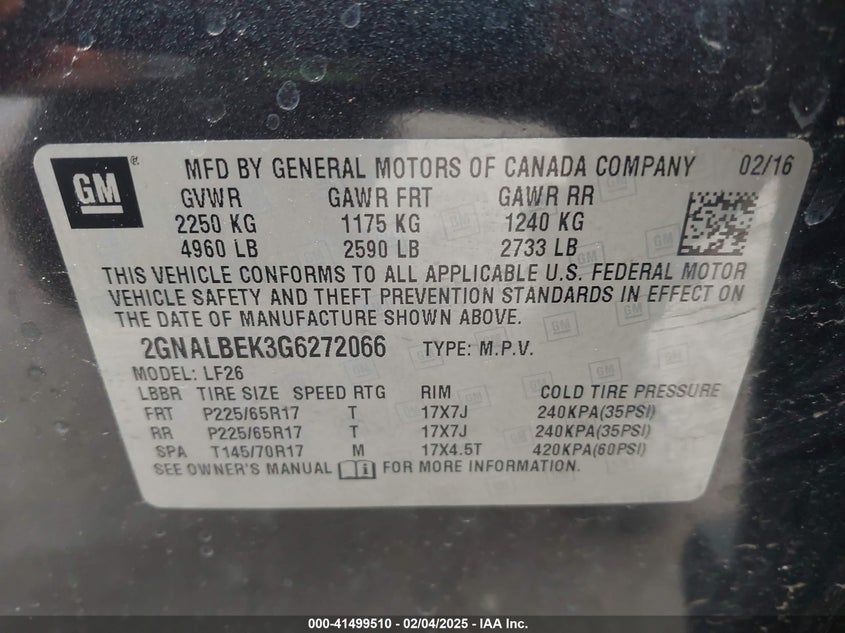 GM ® MFD BY GENERAL MOTORS OF CANADA COMPANY 02/16
GVWR GAWR FRT GAWR RR
2250 KG 1175 KG 1240 KG
4960 LB 2590 LB 2733 LB
THIS VEHICLE CONFORMS TO ALL APPLICABLE U.S. FEDERAL MOTOR
VEHICLE SAFETY AND THEFT PREVENTION STANDARDS IN EFFECT ON
THE DATE OF MANUFACTURE SHOWN ABOVE.
2GNALBEK3G6272066 TYPE: M.P.V.
MODEL: LF26
LBBR TIRE SIZE SPEED RTG RIM COLD TIRE PRESSURE
FRT P225/65R17 T 17X7J 240KPA(35PSI)
RR P225/65R17 T 17X7J 240KPA(35PSI)
SPA T145/70R17 M 17X4.5T 420KPA(60PSI)
SEE OWNER'S MANUAL i FOR MORE INFORMATION.
000-41499510 — 02/04/2025 — IAA Inc.